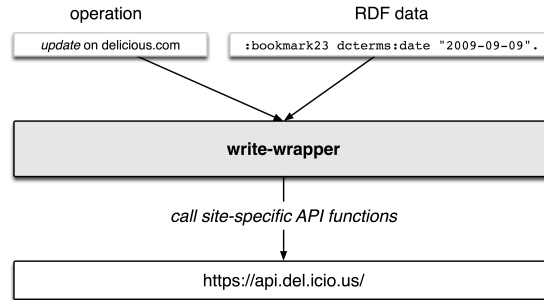 operation
RDF data
update on delicious.com
:bookmark23 dcterms:date "2009-09-09".
write-wrapper
call site-specific API functions
https://api.del.icio.us/